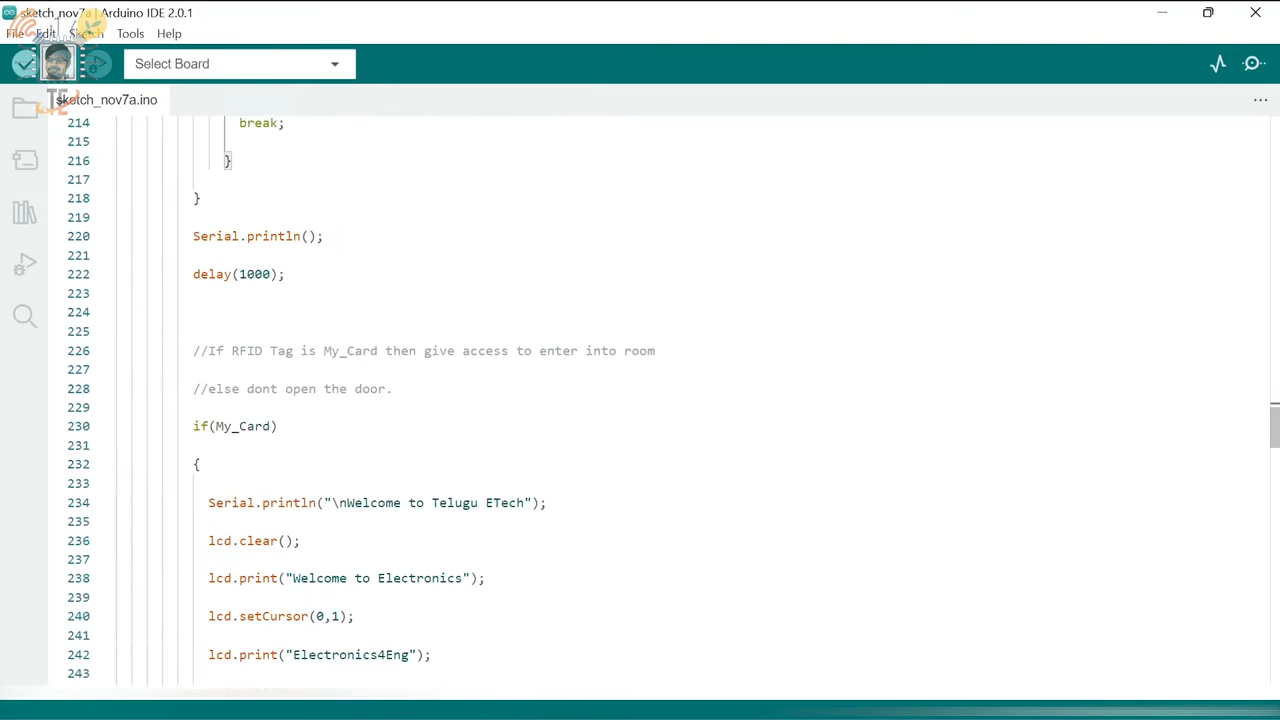 sketch_nov7a | Arduino IDE 2.0.1
File Edit Sketch Tools Help
Select Board
sketch_nov7a.ino
214 break;
215
216 }
217
218 }
219
220 Serial.println();
221
222 delay(1000);
223
224
225
226 //If RFID Tag is My_Card then give access to enter into room
227
228 //else dont open the door.
229
230 if(My_Card)
231
232 {
233
234 Serial.println("\nWelcome to Telugu ETech");
235
236 lcd.clear();
237
238 lcd.print("Welcome to Electronics");
239
240 lcd.setCursor(0,1);
241
242 lcd.print("Electronics4Eng");
243